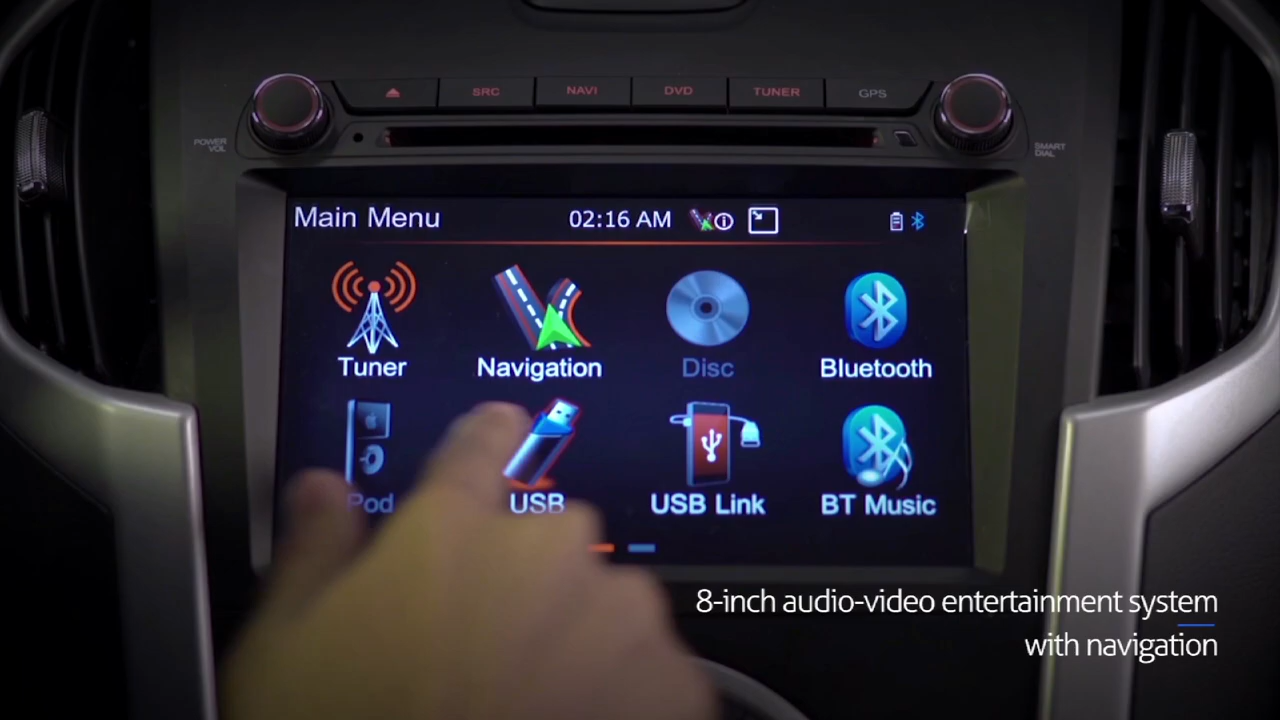 SRC NAVI DVD TUNER GPS
POWER
VOL
SMART
DIAL
Main Menu 02:16 AM
Tuner Navigation Disc Bluetooth
Pod USB USB Link BT Music
8-inch audio-video entertainment system
with navigation